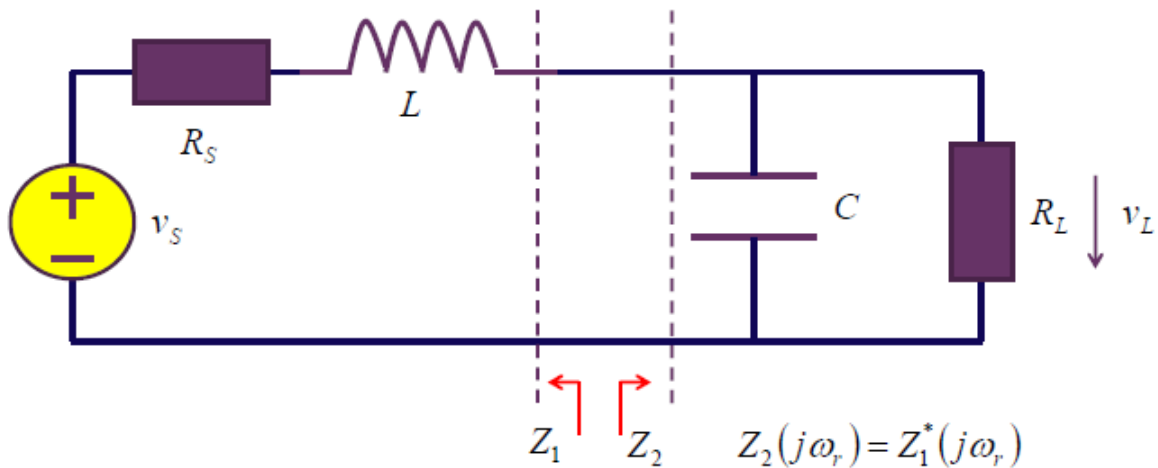 L
R_S
v_S
C
R_L
v_L
Z_1
Z_2
Z_2(jω_r) = Z_1^*(jω_r)